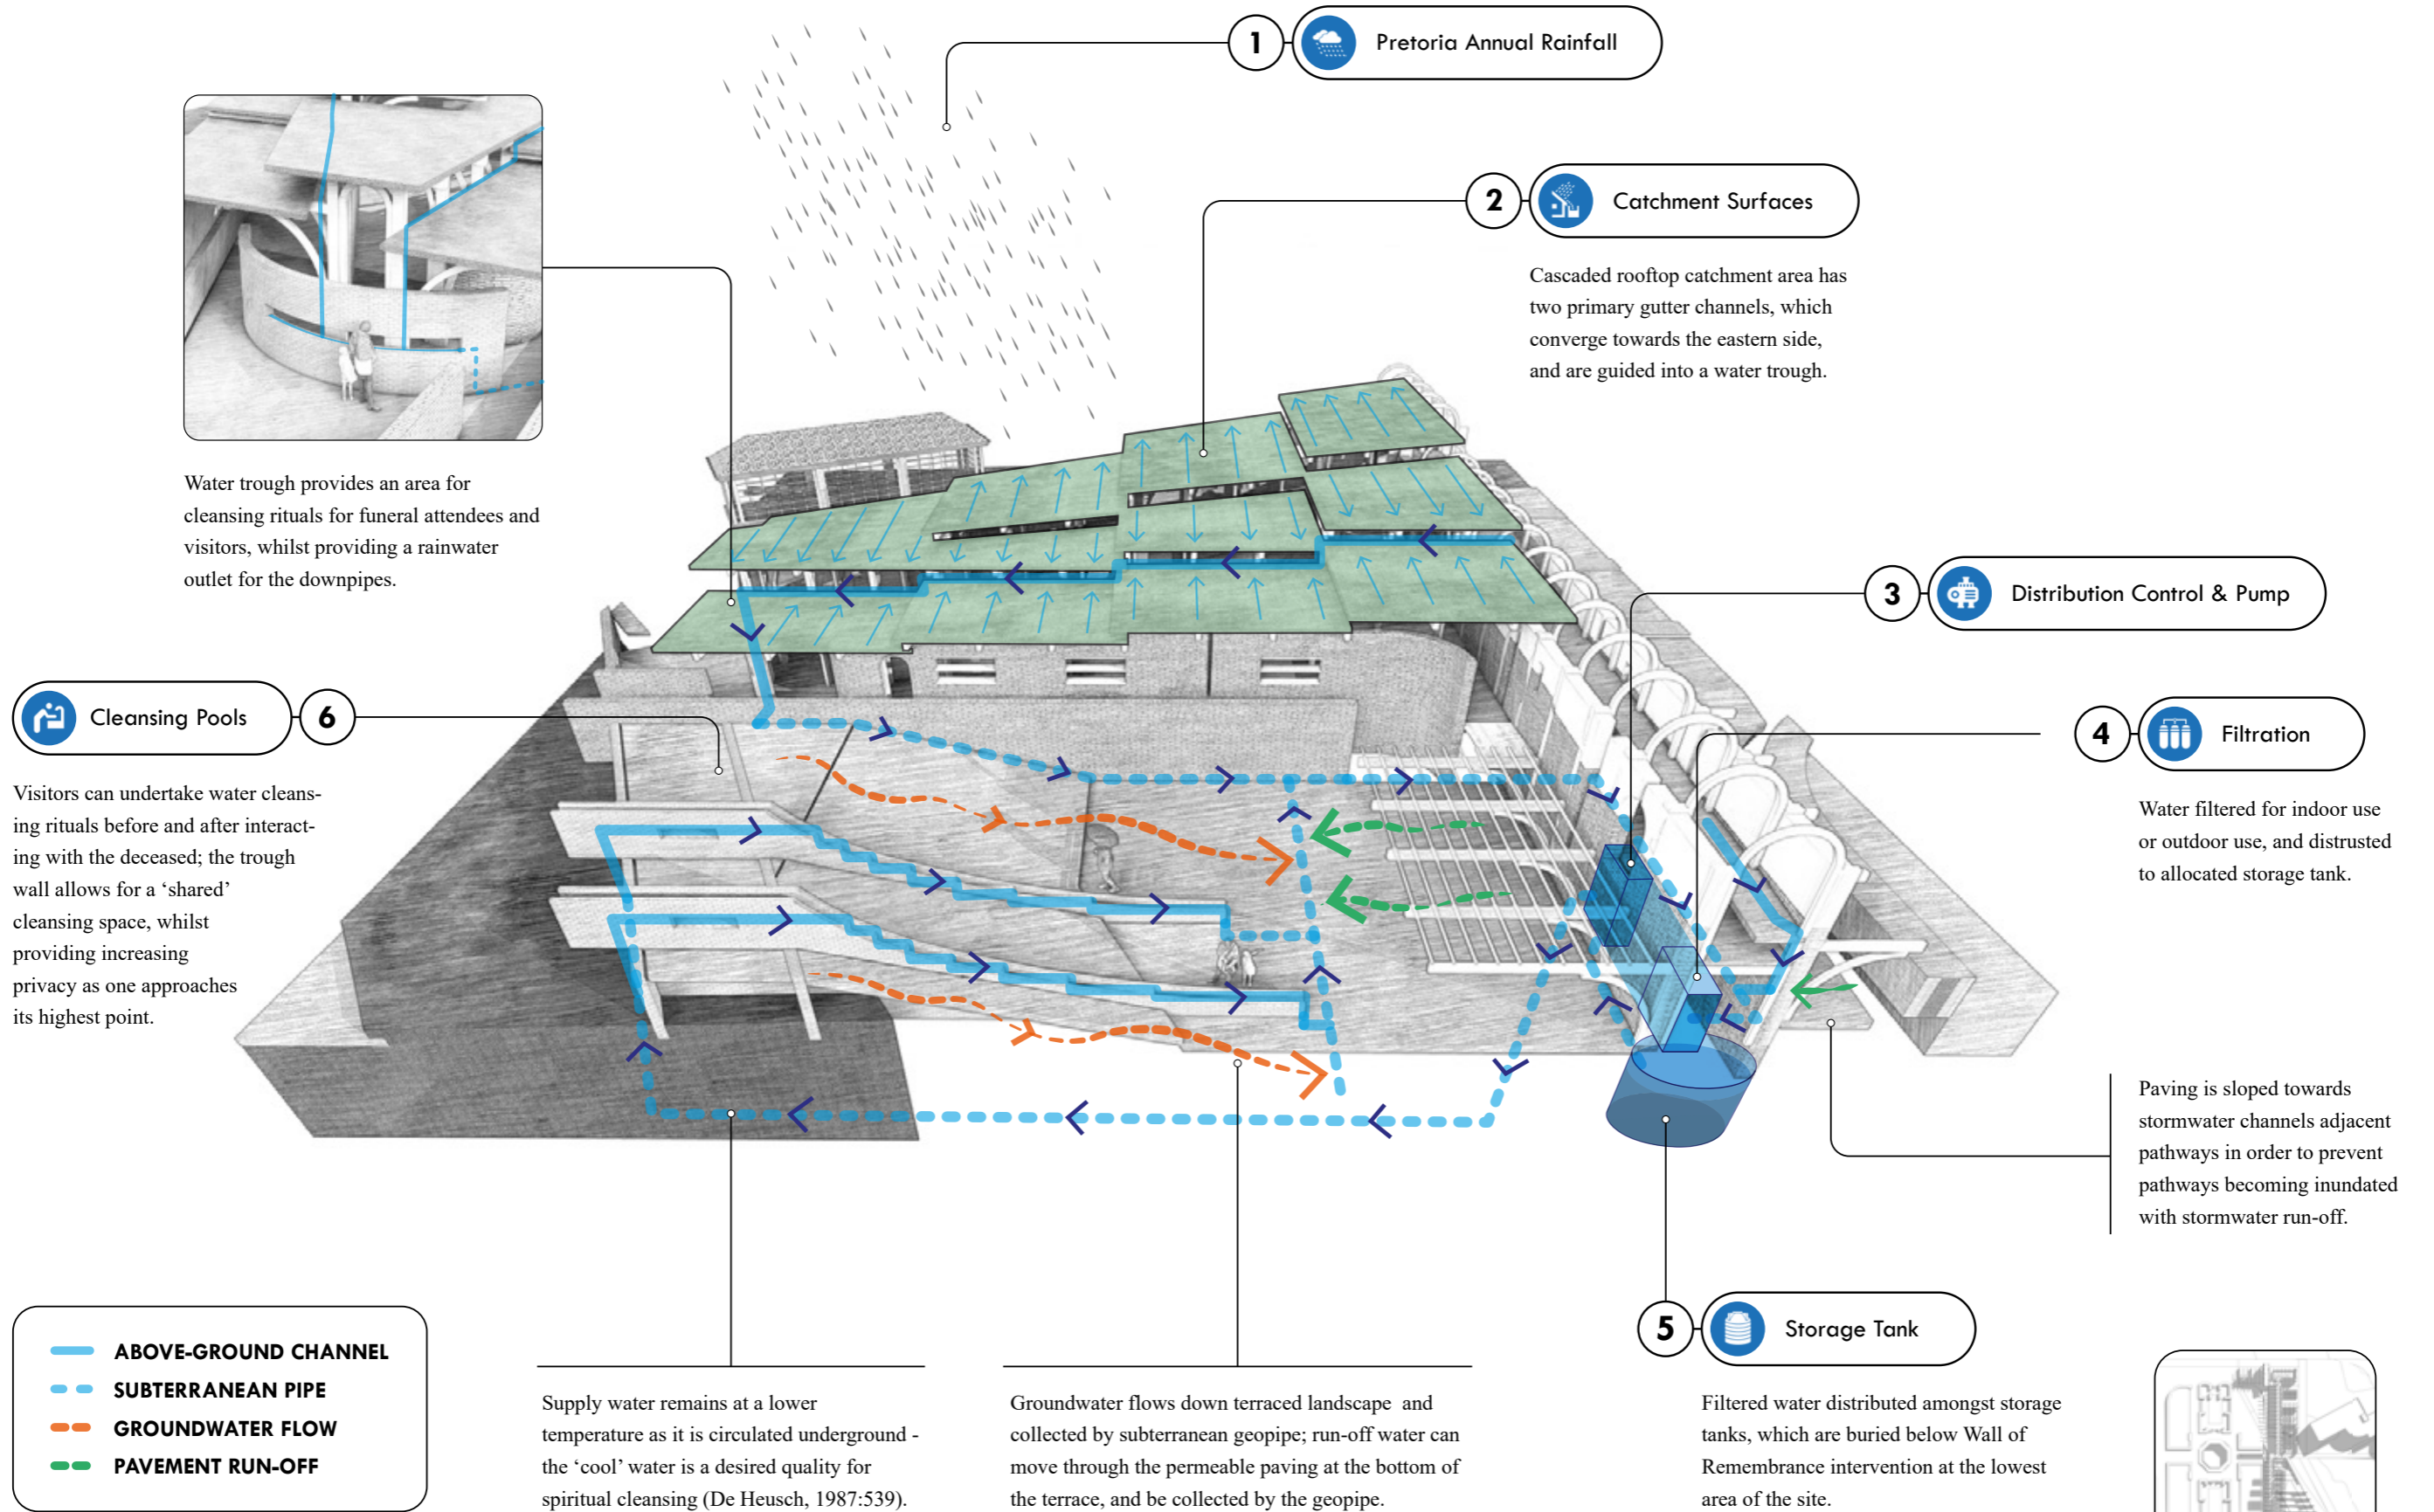 1
Pretoria Annual Rainfall
2
Catchment Surfaces
Cascaded rooftop catchment area has
two primary gutter channels, which
converge towards the eastern side,
and are guided into a water trough.
Water trough provides an area for
cleansing rituals for funeral attendees and
visitors, whilst providing a rainwater
outlet for the downpipes.
3
Distribution Control & Pump
Cleansing Pools
6
Visitors can undertake water cleans-
ing rituals before and after interact-
ing with the deceased; the trough
wall allows for a ‘shared’
cleansing space, whilst
providing increasing
privacy as one approaches
its highest point.
4
Filtration
Water filtered for indoor use
or outdoor use, and distrusted
to allocated storage tank.
Paving is sloped towards
stormwater channels adjacent
pathways in order to prevent
pathways becoming inundated
with stormwater run-off.
5
Storage Tank
Filtered water distributed amongst storage
tanks, which are buried below Wall of
Remembrance intervention at the lowest
area of the site.
ABOVE-GROUND CHANNEL
SUBTERRANEAN PIPE
GROUNDWATER FLOW
PAVEMENT RUN-OFF
Supply water remains at a lower
temperature as it is circulated underground -
the ‘cool’ water is a desired quality for
spiritual cleansing (De Heusch, 1987:539).
Groundwater flows down terraced landscape and
collected by subterranean geopipe; run-off water can
move through the permeable paving at the bottom of
the terrace, and be collected by the geopipe.